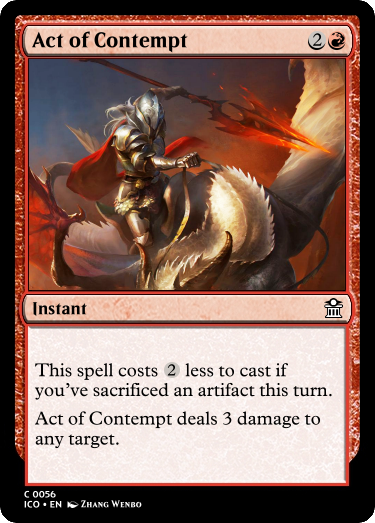 Act of Contempt 2
Instant
This spell costs 2 less to cast if
you've sacrificed an artifact this turn.
Act of Contempt deals 3 damage to
any target.
C 0056
ICO • EN Zhang Wenbo